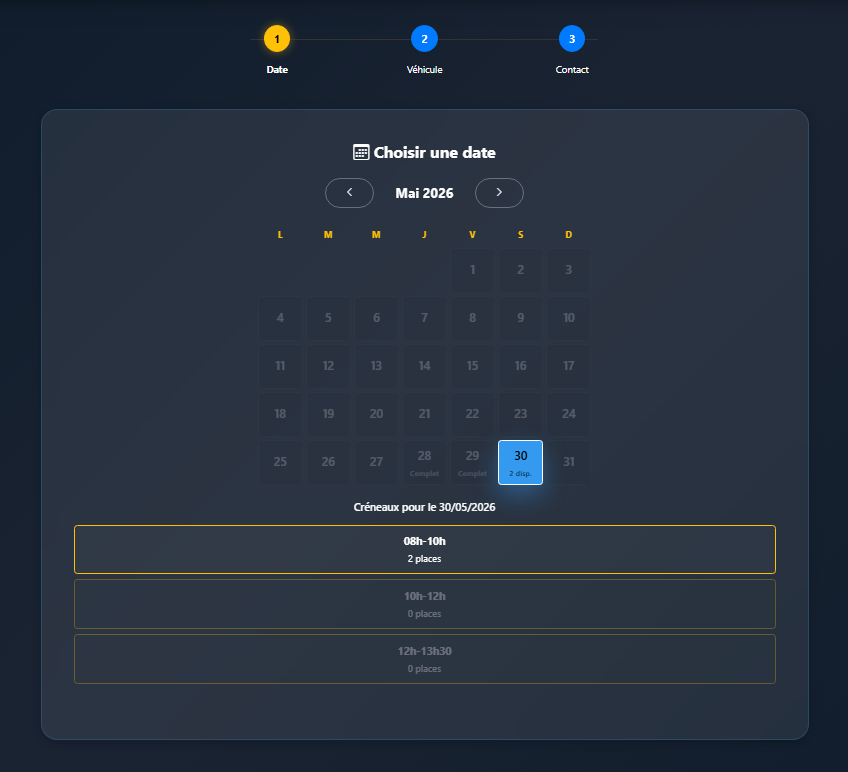 1 2 3
Date Véhicule Contact
Choisir une date
Mai 2026
L M M J V S D
1 2 3
4 5 6 7 8 9 10
11 12 13 14 15 16 17
18 19 20 21 22 23 24
25 26 27 28 29 30 31
Complet Complet 2 disp.
Créneaux pour le 30/05/2026
08h-10h
2 places
10h-12h
0 places
12h-13h30
0 places